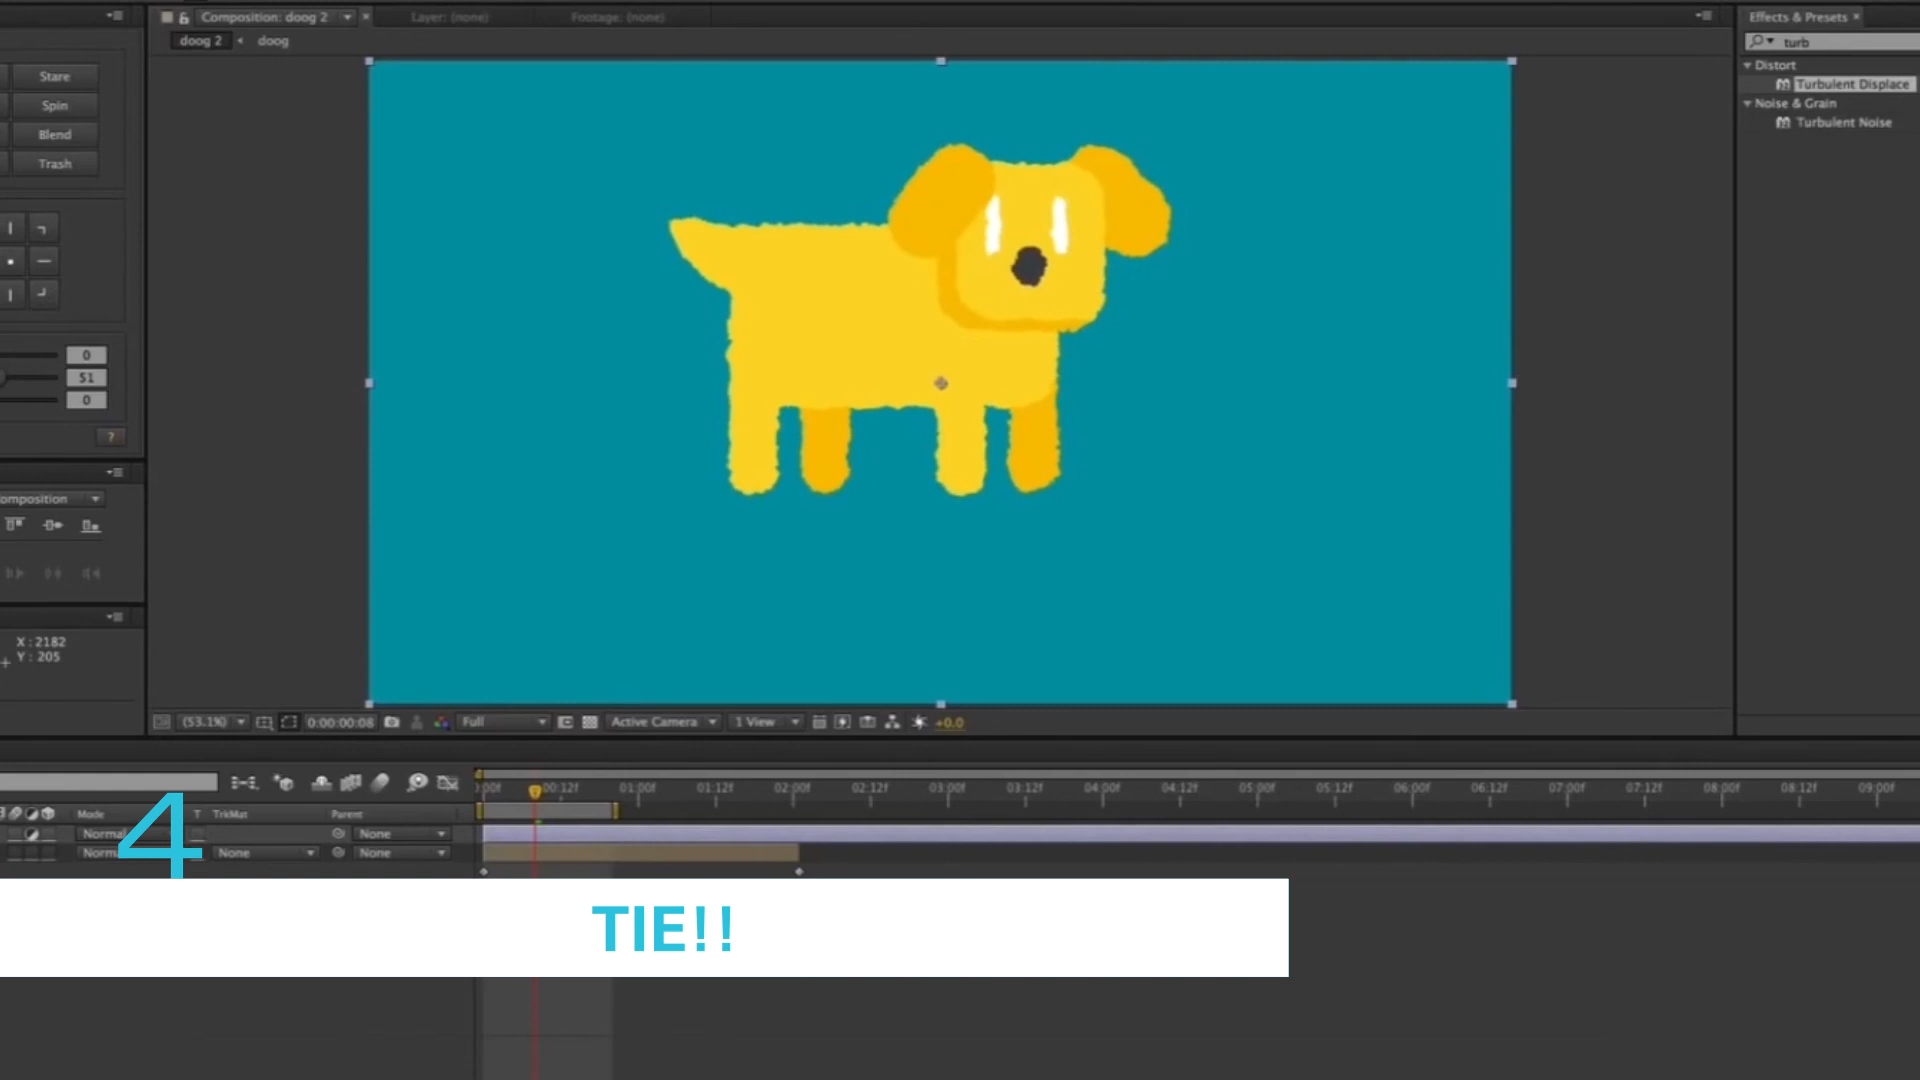 Composition: doog 2
Layer: (none)
Footage: (none)
Effects & Presets
doog 2
doog
turb
Distort
Turbulent Displace
Noise & Grain
Turbulent Noise
Stare
Spin
Blend
Trash
0
51
0
?
omposition
X : 2182
Y : 205
(53.1%)
0:00:00:08
Full
Active Camera
1 View
+0.0
:00f
00:12f
01:00f
01:12f
02:00f
02:12f
03:00f
03:12f
04:00f
04:12f
05:00f
05:12f
06:00f
06:12f
07:00f
07:12f
08:00f
08:12f
09:00f
Mode
T
TrkMat
Parent
Normal
None
Norm
None
None
4
TIE!!